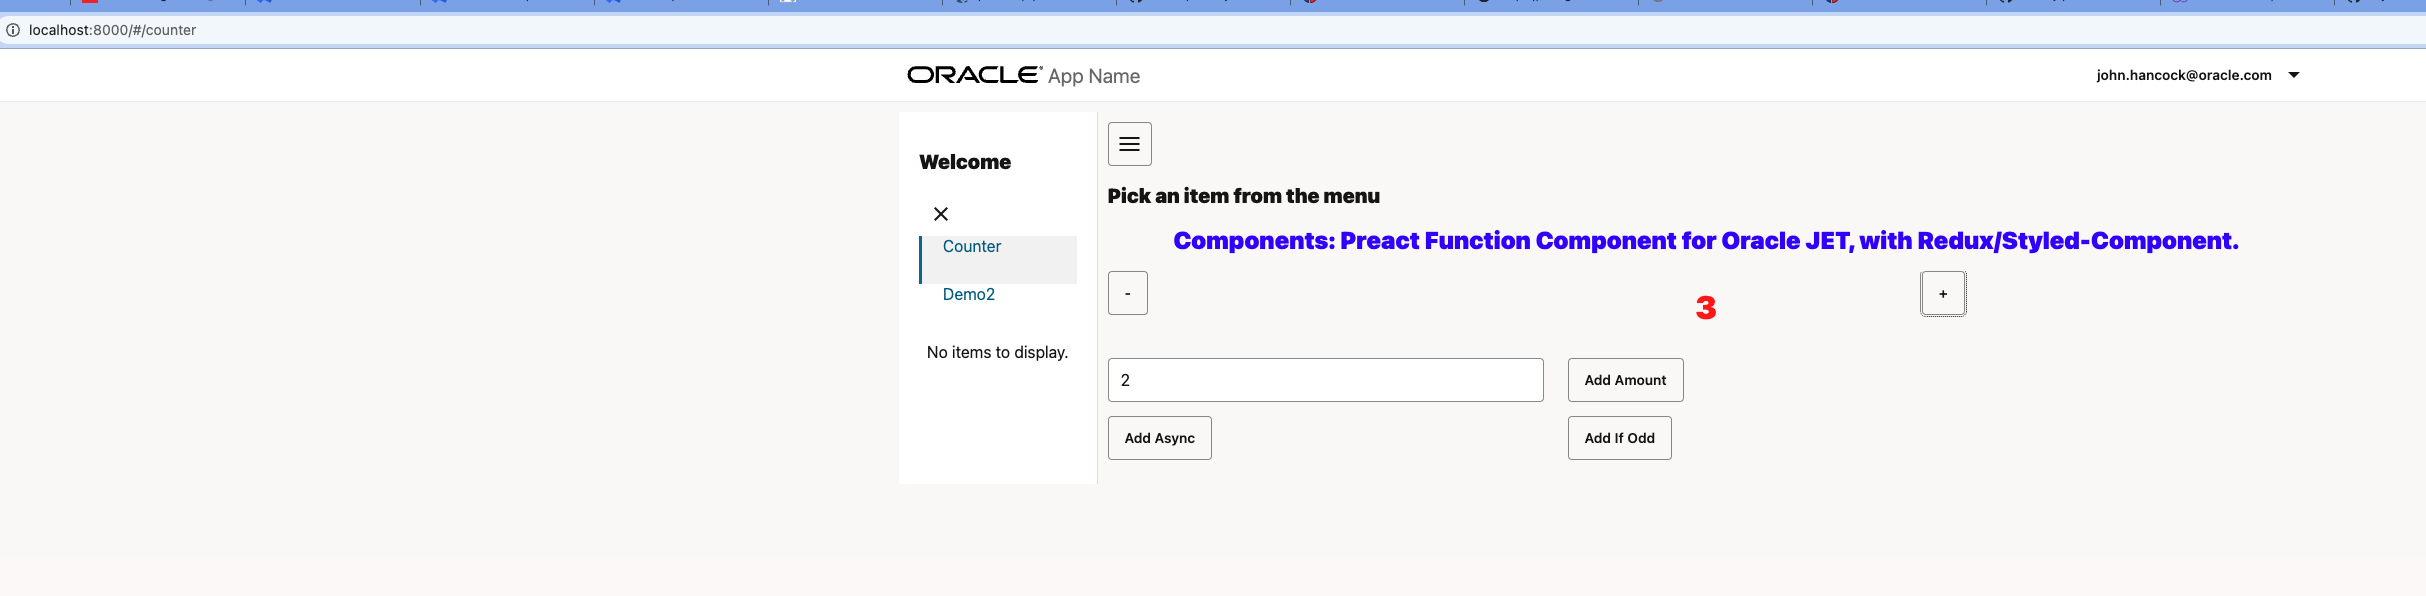 localhost:8000/#/counter
ORACLE App Name
john.hancock@oracle.com
Welcome
Counter
Demo2
No items to display.
Pick an item from the menu
Components: Preact Function Component for Oracle JET, with Redux/Styled-Component.
-
3
+
2
Add Amount
Add Async
Add If Odd